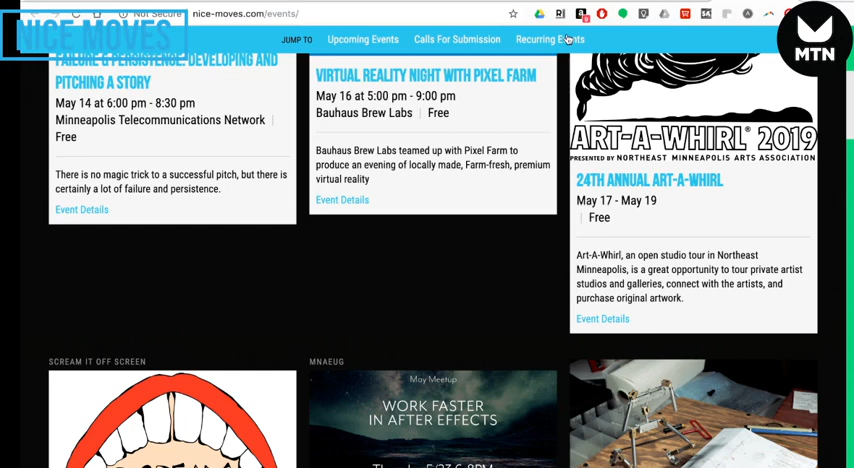 Not Secure
nice-moves.com/events/
NICE MOVES
JUMP TO
Upcoming Events
Calls For Submission
Recurring Events
MTN
FAILURE & PERSISTENCE: DEVELOPING AND
PITCHING A STORY
May 14 at 6:00 pm - 8:30 pm
Minneapolis Telecommunications Network |
Free
There is no magic trick to a successful pitch, but there is
certainly a lot of failure and persistence.
Event Details
VIRTUAL REALITY NIGHT WITH PIXEL FARM
May 16 at 5:00 pm - 9:00 pm
Bauhaus Brew Labs | Free
Bauhaus Brew Labs teamed up with Pixel Farm to
produce an evening of locally made, Farm-fresh, premium
virtual reality
Event Details
ART-A-WHIRL® 2019
PRESENTED BY NORTHEAST MINNEAPOLIS ARTS ASSOCIATION
24TH ANNUAL ART-A-WHIRL
May 17 - May 19
| Free
Art-A-Whirl, an open studio tour in Northeast
Minneapolis, is a great opportunity to tour private artist
studios and galleries, connect with the artists, and
purchase original artwork.
Event Details
SCREAM IT OFF SCREEN
MNAEUG
May Meetup
WORK FASTER
IN AFTER EFFECTS